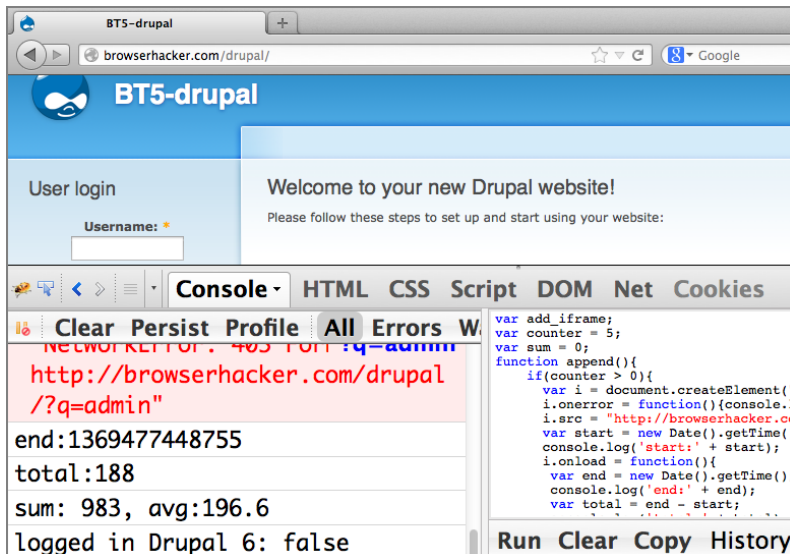 BT5-drupal
browserhacker.com/drupal/
Google
BT5-drupal
User login
Username: *
Welcome to your new Drupal website!
Please follow these steps to set up and start using your website:
Console HTML CSS Script DOM Net Cookies
Clear Persist Profile All Errors
"NetworkError: 403 ?q=admin
http://browserhacker.com/drupal
/?q=admin"
end:1369477448755
total:188
sum: 983, avg:196.6
logged in Drupal 6: false
var add_iframe;
var counter = 5;
var sum = 0;
function append(){
if(counter > 0){
var i = document.createElement(
i.onerror = function(){console.
i.src = "http://browserhacker.co
var start = new Date().getTime(
console.log('start:' + start);
i.onload = function(){
var end = new Date().getTime()
console.log('end:' + end);
var total = end - start;
Run Clear Copy History